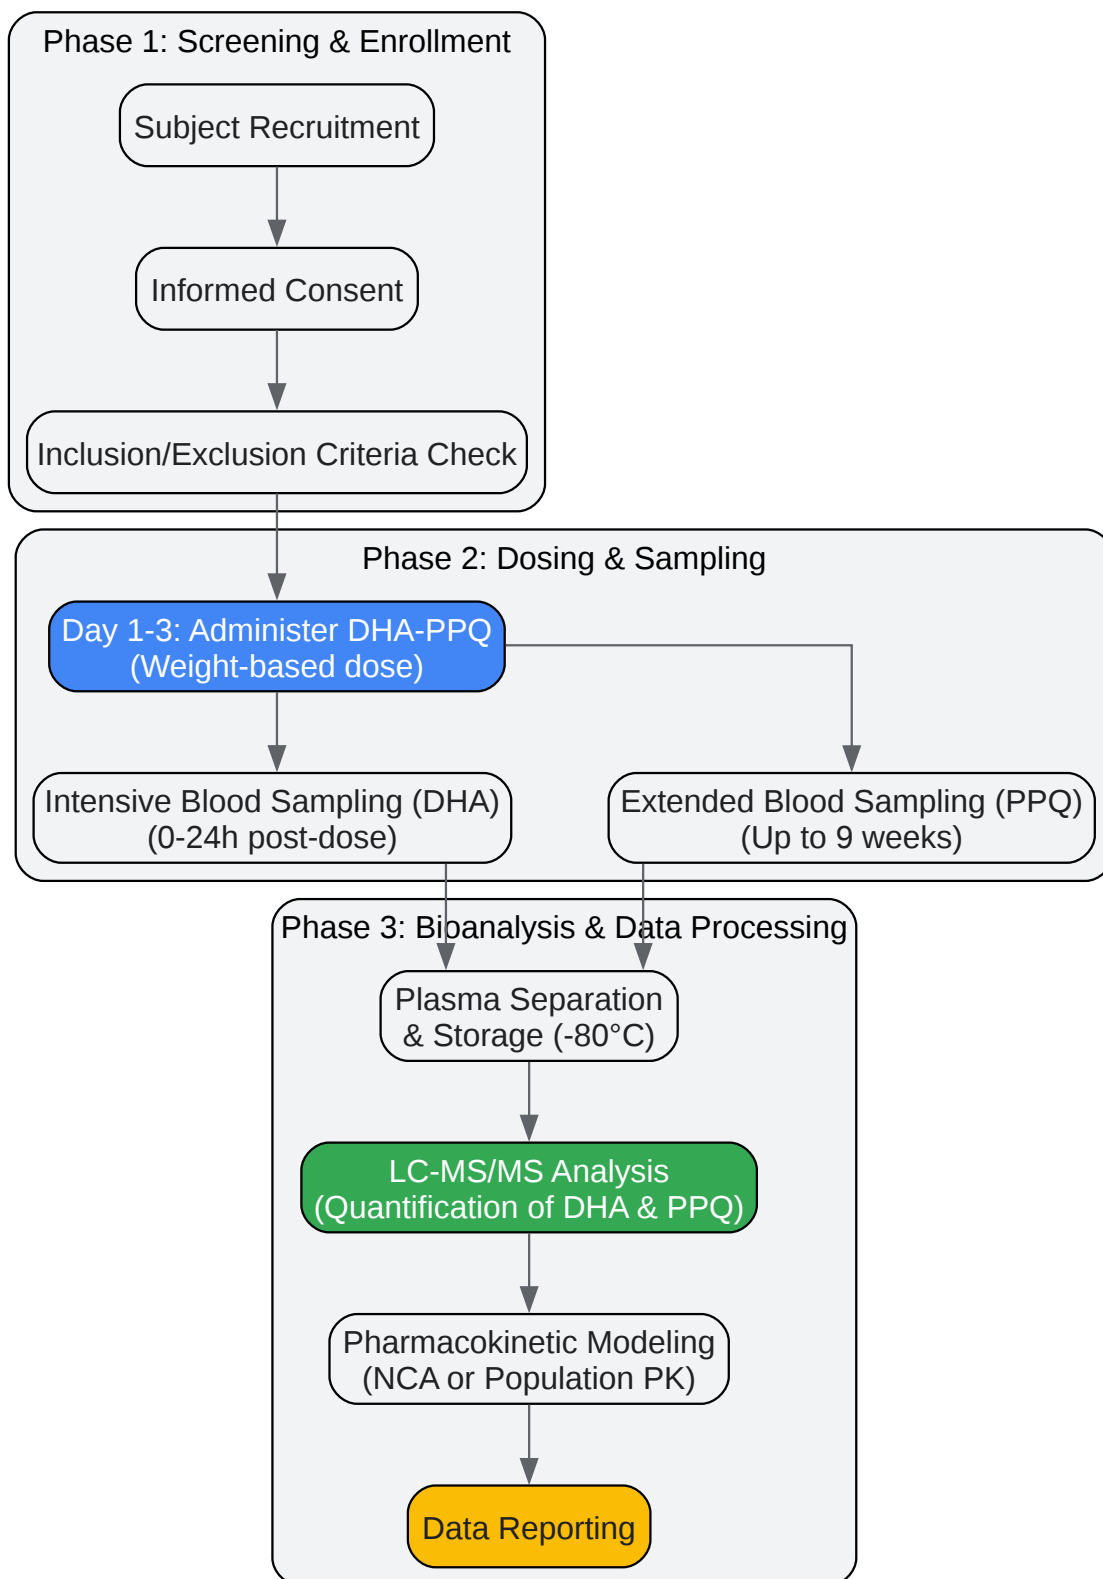 Phase 1: Screening & Enrollment
Subject Recruitment
Informed Consent
Inclusion/Exclusion Criteria Check
Phase 2: Dosing & Sampling
Day 1-3: Administer DHA-PPQ
(Weight-based dose)
Intensive Blood Sampling (DHA)
(0-24h post-dose)
Extended Blood Sampling (PPQ)
(Up to 9 weeks)
Phase 3: Bioanalysis & Data Processing
Plasma Separation
& Storage (-80°C)
LC-MS/MS Analysis
(Quantification of DHA & PPQ)
Pharmacokinetic Modeling
(NCA or Population PK)
Data Reporting